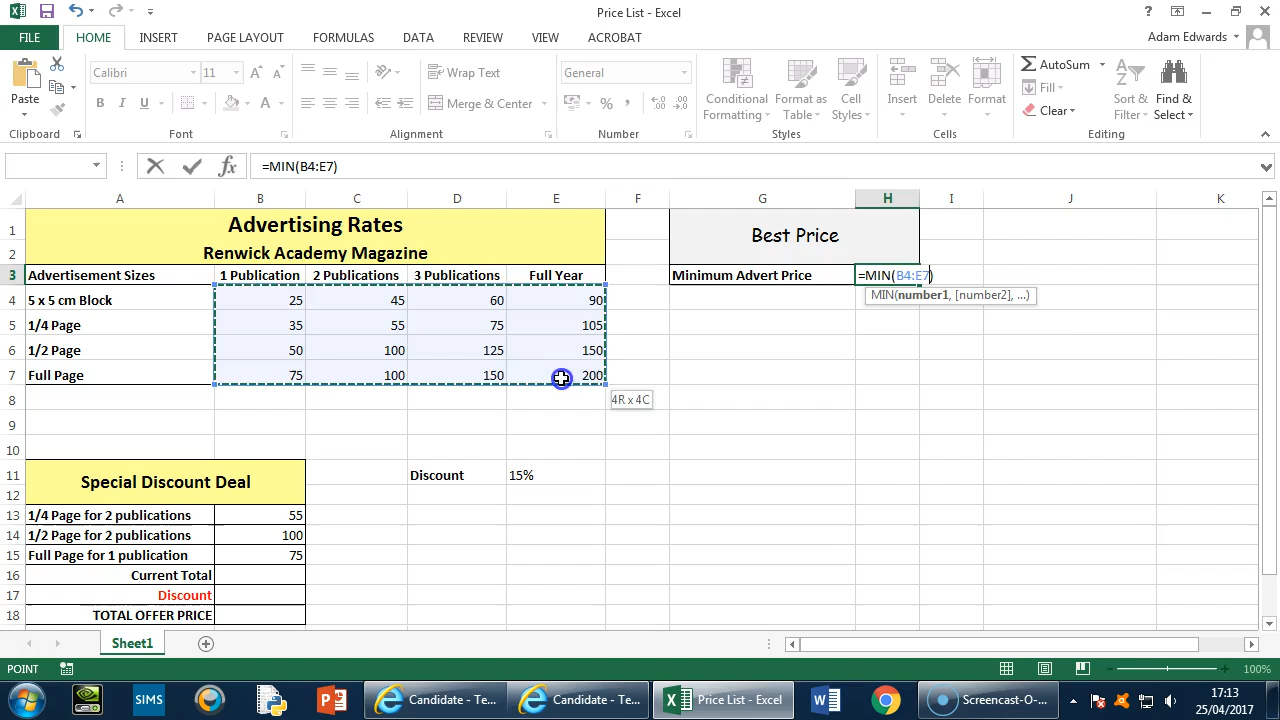 Price List - Excel
?
FILE HOME INSERT PAGE LAYOUT FORMULAS DATA REVIEW VIEW ACROBAT Adam Edwards
Paste
Calibri 11
B I U A
Wrap Text
Merge & Center
General
%
Conditional Formatting
Format as Table
Cell Styles
Insert Delete Format
AutoSum
Fill
Clear
Sort & Filter
Find & Select
Clipboard Font Alignment Number Styles Cells Editing
fx =MIN(B4:E7)
A B C D E F G H I J K
1 Advertising Rates Best Price
2 Renwick Academy Magazine
3 Advertisement Sizes 1 Publication 2 Publications 3 Publications Full Year Minimum Advert Price =MIN(B4:E7)
4 5 x 5 cm Block 25 45 60 90
MIN(number1, [number2], ...)
5 1/4 Page 35 55 75 105
6 1/2 Page 50 100 125 150
7 Full Page 75 100 150 200
8 4R x 4C
9
10
11 Special Discount Deal Discount 15%
12
13 1/4 Page for 2 publications 55
14 1/2 Page for 2 publications 100
15 Full Page for 1 publication 75
16 Current Total
17 Discount
18 TOTAL OFFER PRICE
Sheet1
POINT 100%
SIMS Candidate - Te... Candidate - Te... Price List - Excel Screencast-O-...
17:13
25/04/2017